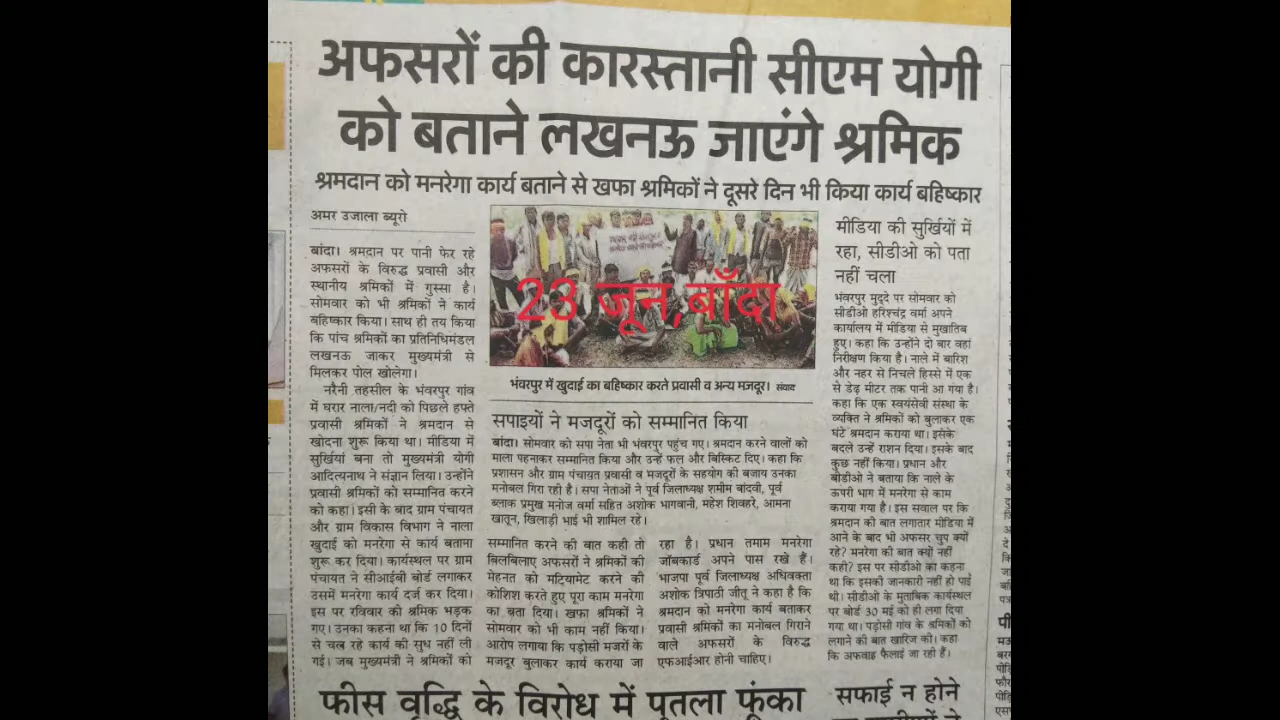 अफसरों की कारस्तानी सीएम योगी
को बताने लखनऊ जाएंगे श्रमिक
श्रमदान को मनरेगा कार्य बताने से खफा श्रमिकों ने दूसरे दिन भी किया कार्य बहिष्कार
अमर उजाला ब्यूरो
बांदा। श्रमदान पर पानी फेर रहे
अफसरों के विरुद्ध प्रवासी और
स्थानीय श्रमिकों में गुस्सा है।
सोमवार को भी श्रमिकों ने कार्य
बहिष्कार किया। साथ ही तय किया
कि पांच श्रमिकों का प्रतिनिधिमंडल
लखनऊ जाकर मुख्यमंत्री से
मिलकर पोल खोलेगा।
नरैनी तहसील के भंवरपुर गांव
में घरार नाला/नदी को पिछले हफ्ते
प्रवासी श्रमिकों ने श्रमदान से
खोदना शुरू किया था। मीडिया में
सुर्खियां बना तो मुख्यमंत्री योगी
आदित्यनाथ ने संज्ञान लिया। उन्होंने
प्रवासी श्रमिकों को सम्मानित करने
को कहा। इसी के बाद ग्राम पंचायत
और ग्राम विकास विभाग ने नाला
खुदाई को मनरेगा से कार्य बताना
शुरू कर दिया। कार्यस्थल पर ग्राम
पंचायत ने सीआईबी बोर्ड लगाकर
उसमें मनरेगा कार्य दर्ज कर दिया।
इस पर रविवार को श्रमिक भड़क
गए। उनका कहना था कि 10 दिनों
से चल रहे कार्य की सुध नहीं ली
गई। जब मुख्यमंत्री ने श्रमिकों को
23 जून,बाँदा
भंवरपुर में खुदाई का बहिष्कार करते प्रवासी व अन्य मजदूर। संवाद
सपाइयों ने मजदूरों को सम्मानित किया
बांदा। सोमवार को सपा नेता भी भंवरपुर पहुंच गए। श्रमदान करने वालों को
माला पहनाकर सम्मानित किया और उन्हें फल और बिस्किट दिए। कहा कि
प्रशासन और ग्राम पंचायत प्रवासी व मजदूरों के सहयोग की बजाय उनका
मनोबल गिरा रही है। सपा नेताओं ने पूर्व जिलाध्यक्ष शमीम बांदवी, पूर्व
ब्लाक प्रमुख मनोज वर्मा सहित अशोक भागवानी, महेश शिवहरे, आमना
खातून, खिलाड़ी भाई भी शामिल रहे।
सम्मानित करने की बात कही तो
बिलबिलाए अफसरों ने श्रमिकों की
मेहनत को मटियामेट करने की
कोशिश करते हुए पूरा काम मनरेगा
का बता दिया। खफा श्रमिकों ने
सोमवार को भी काम नहीं किया।
आरोप लगाया कि पड़ोसी मजरों के
मजदूर बुलाकर कार्य कराया जा
रहा है। प्रधान तमाम मनरेगा
जॉबकार्ड अपने पास रखे हैं।
भाजपा पूर्व जिलाध्यक्ष अधिवक्ता
अशोक त्रिपाठी जीतू ने कहा है कि
श्रमदान को मनरेगा कार्य बताकर
प्रवासी श्रमिकों का मनोबल गिराने
वाले अफसरों के विरुद्ध
एफआईआर होनी चाहिए।
मीडिया की सुर्खियों में
रहा, सीडीओ को पता
नहीं चला
भंवरपुर मुद्दे पर सोमवार को
सीडीओ हरिश्चंद्र वर्मा अपने
कार्यालय में मीडिया से मुखातिब
हुए। कहा कि उन्होंने दो बार वहां
निरीक्षण किया है। नाले में बारिश
और नहर से निचले हिस्से में एक
से डेढ़ मीटर तक पानी आ गया है।
कहा कि एक स्वयंसेवी संस्था के
व्यक्ति ने श्रमिकों को बुलाकर एक
घंटे श्रमदान कराया था। इसके
बदले उन्हें राशन दिया। इसके बाद
कुछ नहीं किया। प्रधान और
बीडीओ ने बताया कि नाले के
ऊपरी भाग में मनरेगा से काम
कराया गया है। इस सवाल पर कि
श्रमदान की बात लगातार मीडिया में
आने के बाद भी अफसर चुप क्यों
रहे? मनरेगा की बात क्यों नहीं
कही? इस पर सीडीओ का कहना
था कि इसकी जानकारी नहीं हो पाई
थी। सीडीओ के मुताबिक कार्यस्थल
पर बोर्ड 30 मई को ही लगा दिया
गया था। पड़ोसी गांव के श्रमिकों को
लगाने की बात खारिज की। कहा
कि अफवाह फैलाई जा रही है।
फीस वृद्धि के विरोध में पुतला फूंका
सफाई न होने